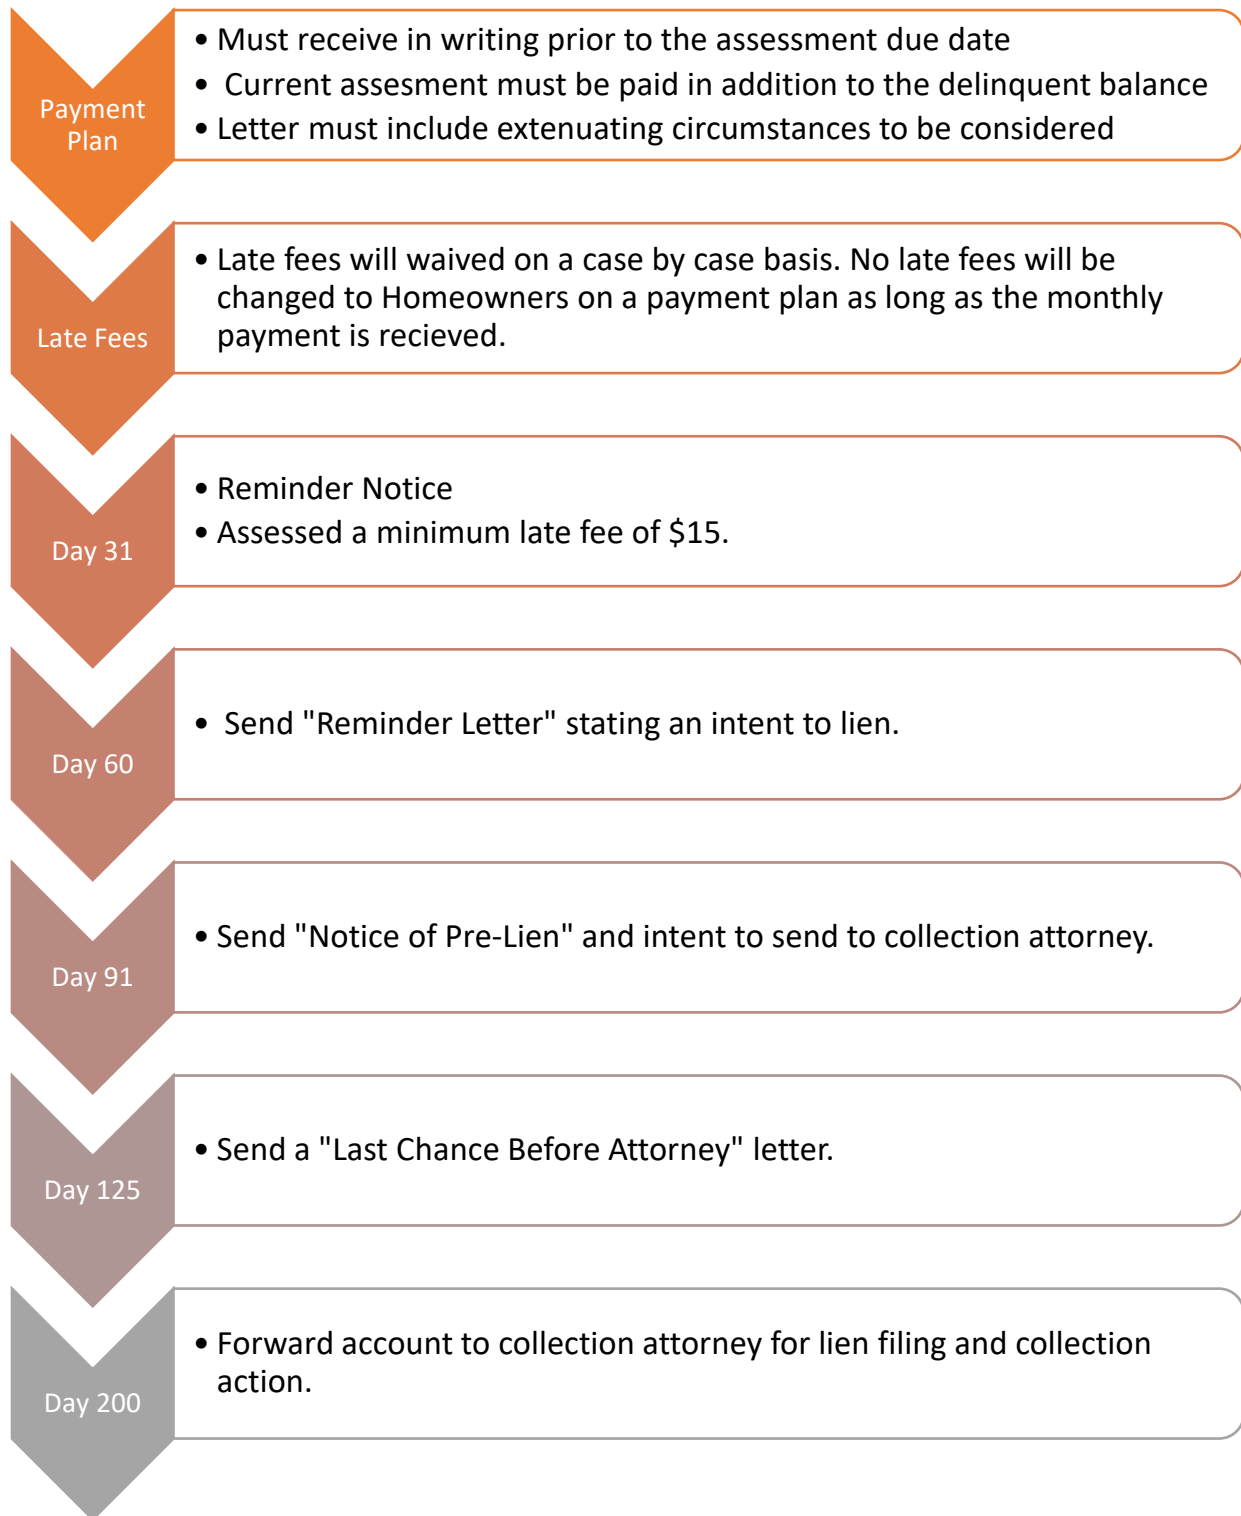 Payment
Plan
• Must receive in writing prior to the assessment due date
• Current assesment must be paid in addition to the delinquent balance
• Letter must include extenuating circumstances to be considered
Late Fees
• Late fees will waived on a case by case basis. No late fees will be
changed to Homeowners on a payment plan as long as the monthly
payment is recieved.
Day 31
• Reminder Notice
• Assessed a minimum late fee of $15.
Day 60
• Send "Reminder Letter" stating an intent to lien.
Day 91
• Send "Notice of Pre-Lien" and intent to send to collection attorney.
Day 125
• Send a "Last Chance Before Attorney" letter.
Day 200
• Forward account to collection attorney for lien filing and collection
action.